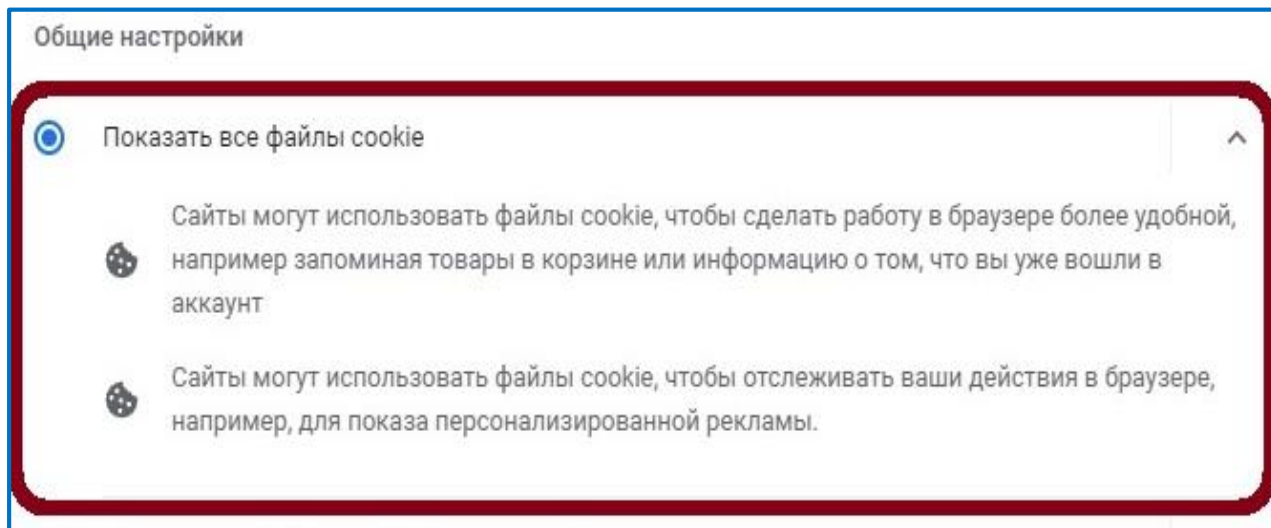 Общие настройки
Показать все файлы cookie
Сайты могут использовать файлы cookie, чтобы сделать работу в браузере более удобной,
например запоминая товары в корзине или информацию о том, что вы уже вошли в
аккаунт
Сайты могут использовать файлы cookie, чтобы отслеживать ваши действия в браузере,
например, для показа персонализированной рекламы.